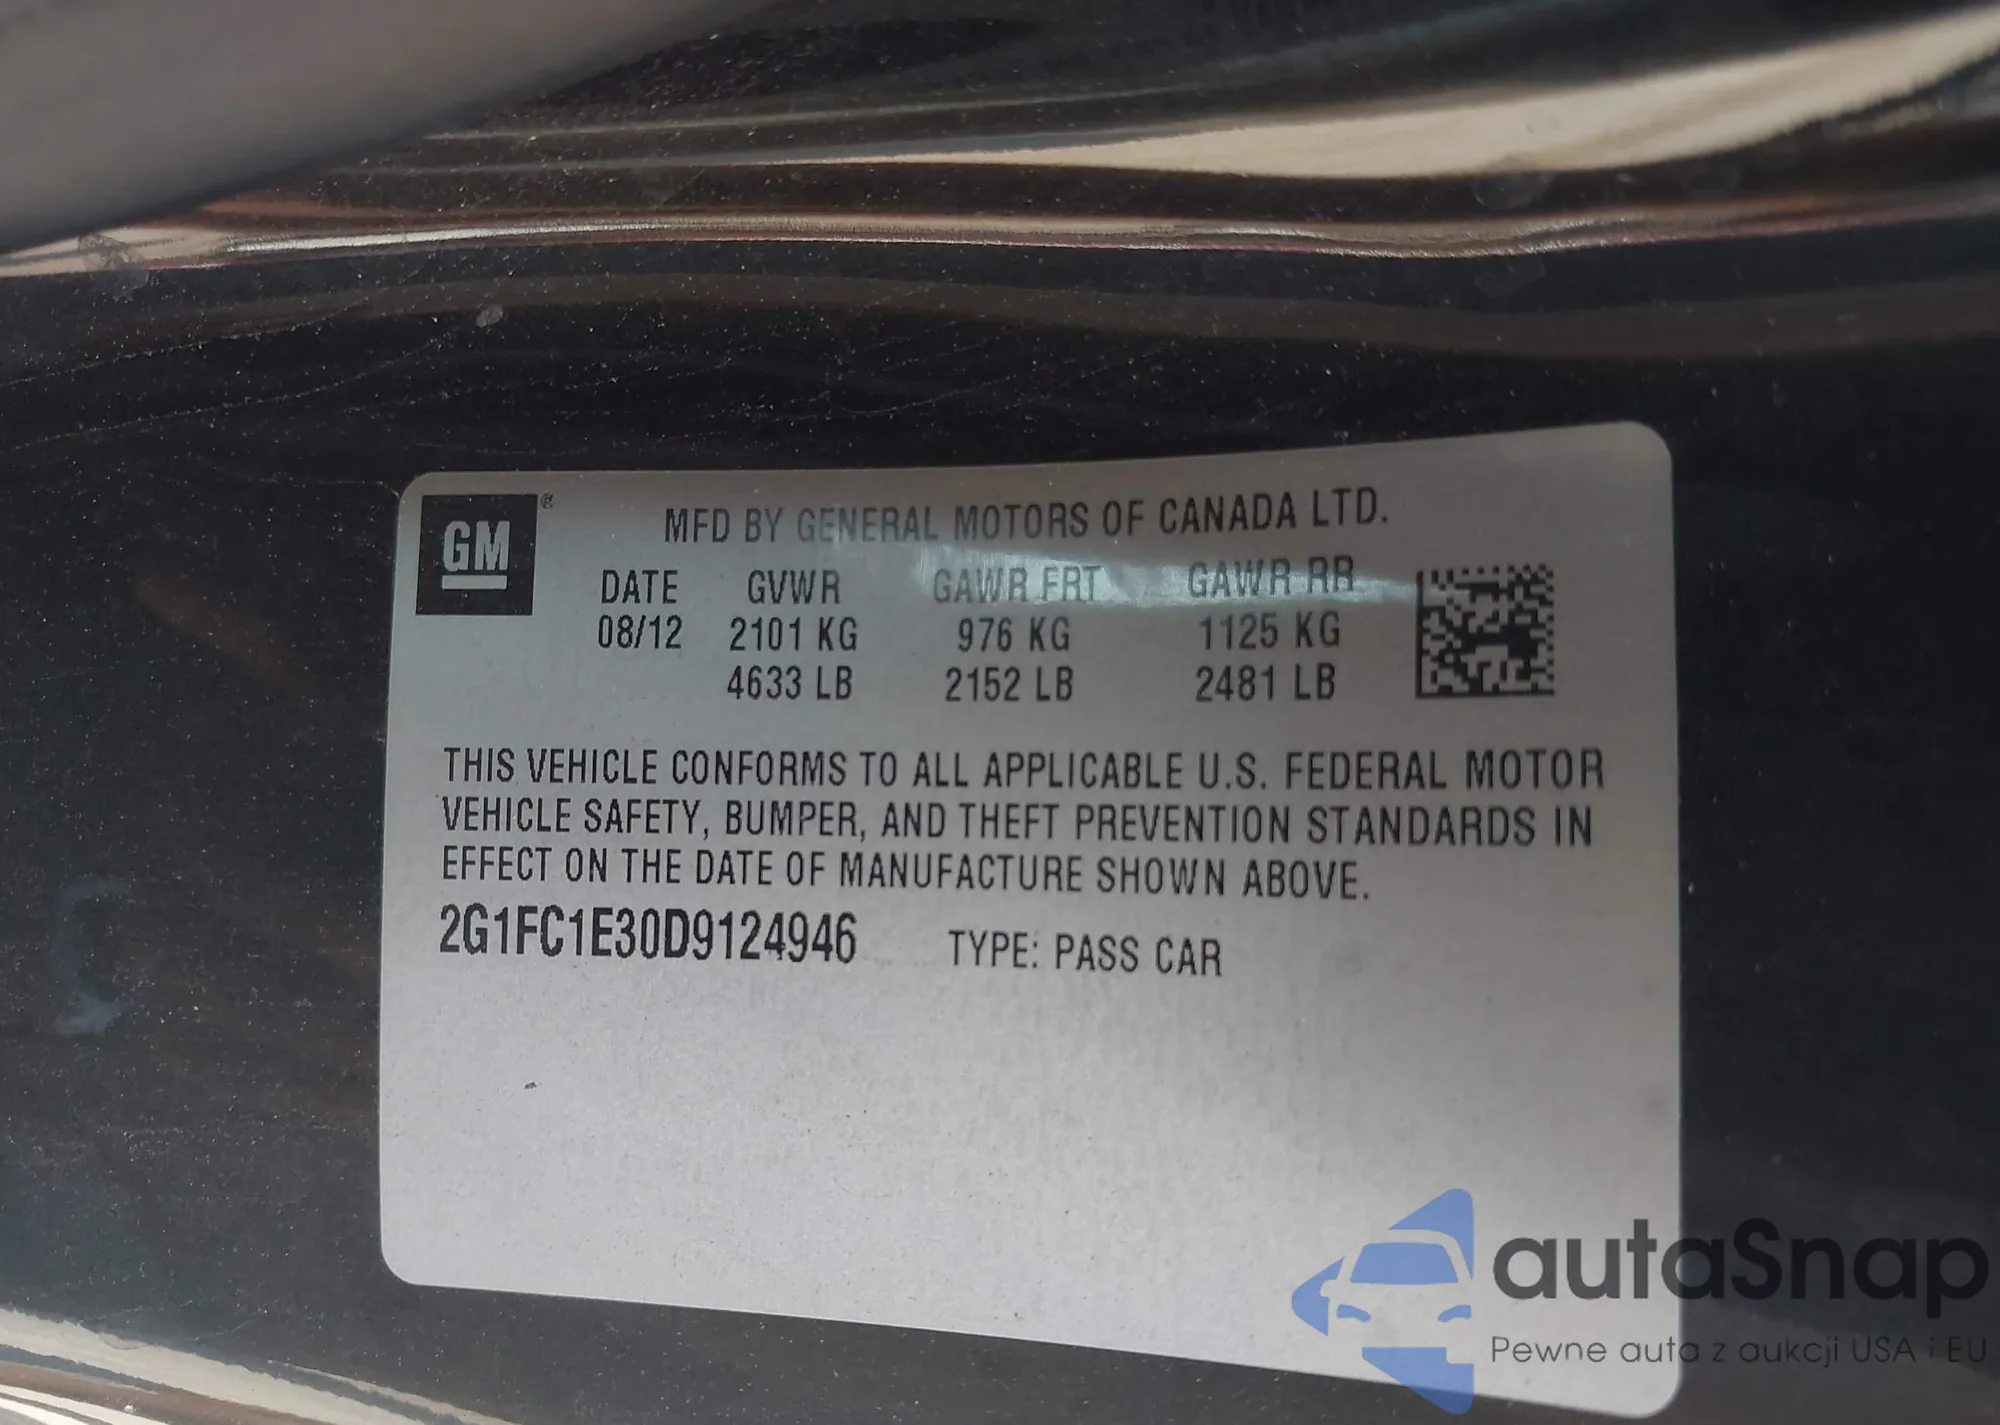 GM ®
MFD BY GENERAL MOTORS OF CANADA LTD.
DATE GVWR GAWR FRT GAWR RR
08/12 2101 KG 976 KG 1125 KG
4633 LB 2152 LB 2481 LB
THIS VEHICLE CONFORMS TO ALL APPLICABLE U.S. FEDERAL MOTOR
VEHICLE SAFETY, BUMPER, AND THEFT PREVENTION STANDARDS IN
EFFECT ON THE DATE OF MANUFACTURE SHOWN ABOVE.
2G1FC1E30D9124946 TYPE: PASS CAR
autaSnap
Pewne auta z aukcji USA i EU